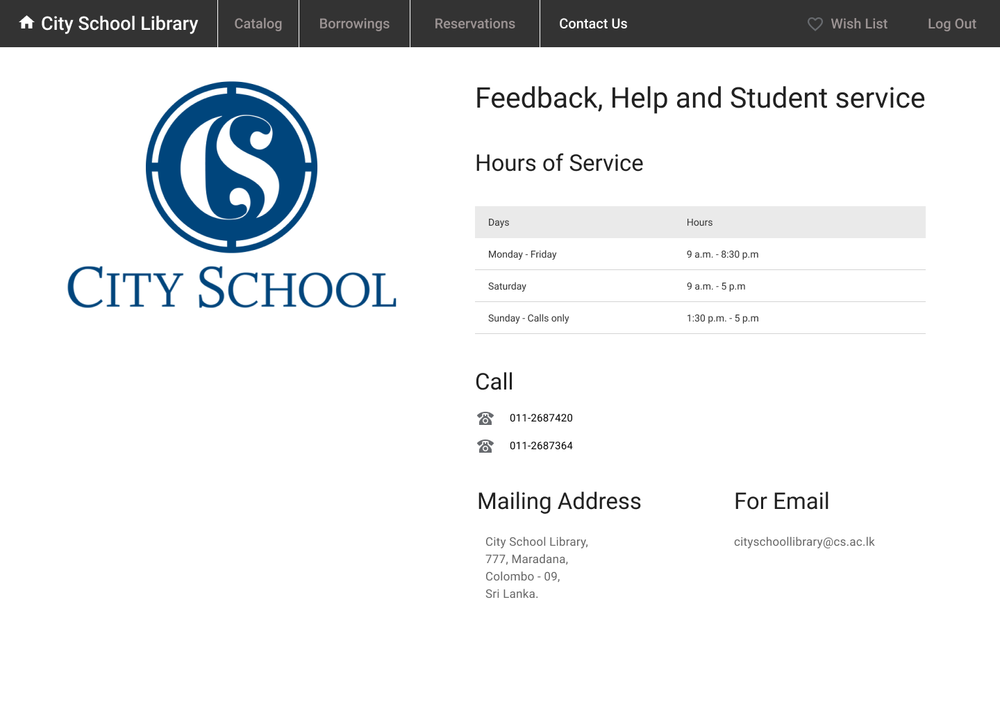 City School Library Catalog Borrowings Reservations Contact Us Wish List Log Out
CS
CITY SCHOOL
Feedback, Help and Student service
Hours of Service
Days Hours
Monday - Friday 9 a.m. - 8:30 p.m
Saturday 9 a.m. - 5 p.m
Sunday - Calls only 1:30 p.m. - 5 p.m
Call
011-2687420
011-2687364
Mailing Address
City School Library,
777, Maradana,
Colombo - 09,
Sri Lanka.
For Email
cityschoollibrary@cs.ac.lk